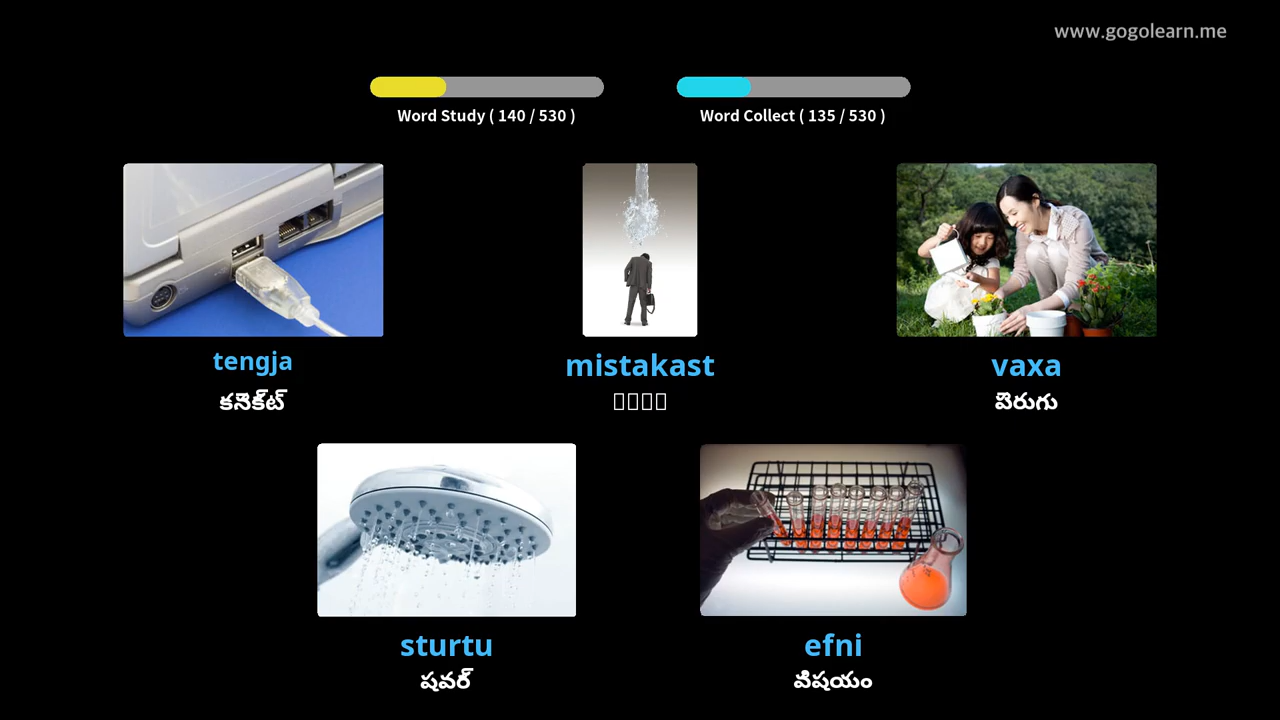 www.gogolearn.me
Word Study ( 140 / 530 )
Word Collect ( 135 / 530 )
tengja
కనెక్ట్
mistakast
vaxa
పెరుగు
sturtu
షవర్
efni
విషయం